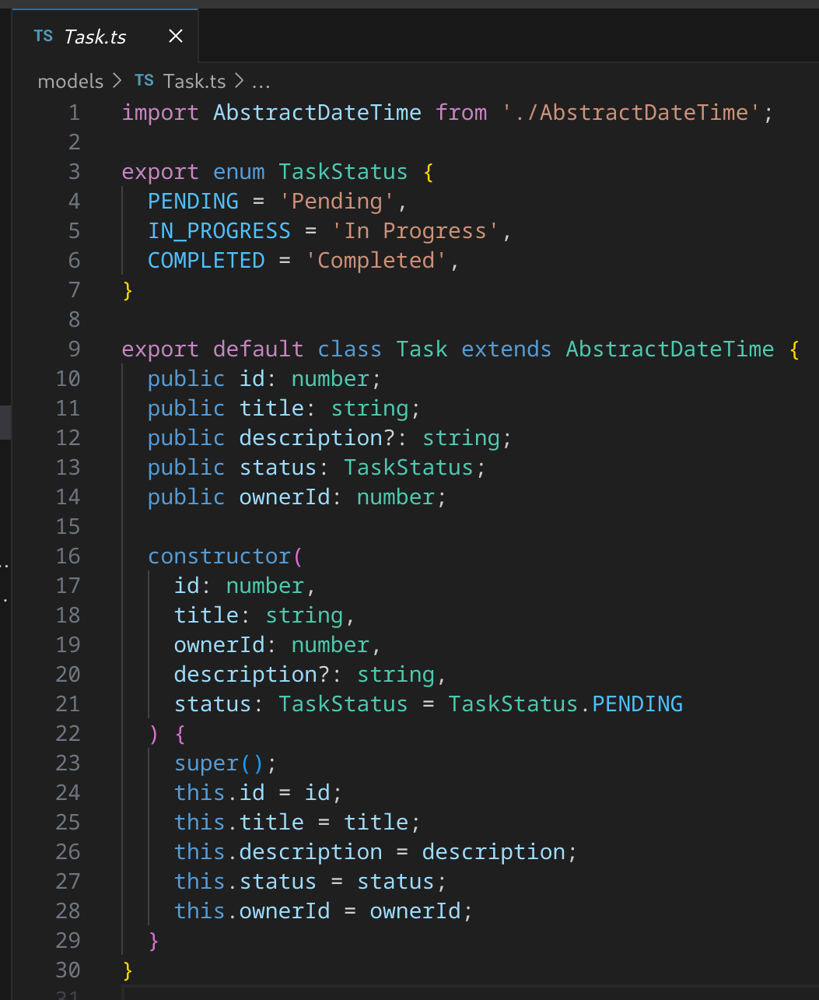 TS Task.ts ×
models > TS Task.ts > ...
1 import AbstractDateTime from './AbstractDateTime';
2
3 export enum TaskStatus {
4   PENDING = 'Pending',
5   IN_PROGRESS = 'In Progress',
6   COMPLETED = 'Completed',
7 }
8
9 export default class Task extends AbstractDateTime {
10   public id: number;
11   public title: string;
12   public description?: string;
13   public status: TaskStatus;
14   public ownerId: number;
15
16   constructor(
17     id: number,
18     title: string,
19     ownerId: number,
20     description?: string,
21     status: TaskStatus = TaskStatus.PENDING
22   ) {
23     super();
24     this.id = id;
25     this.title = title;
26     this.description = description;
27     this.status = status;
28     this.ownerId = ownerId;
29   }
30 }
31